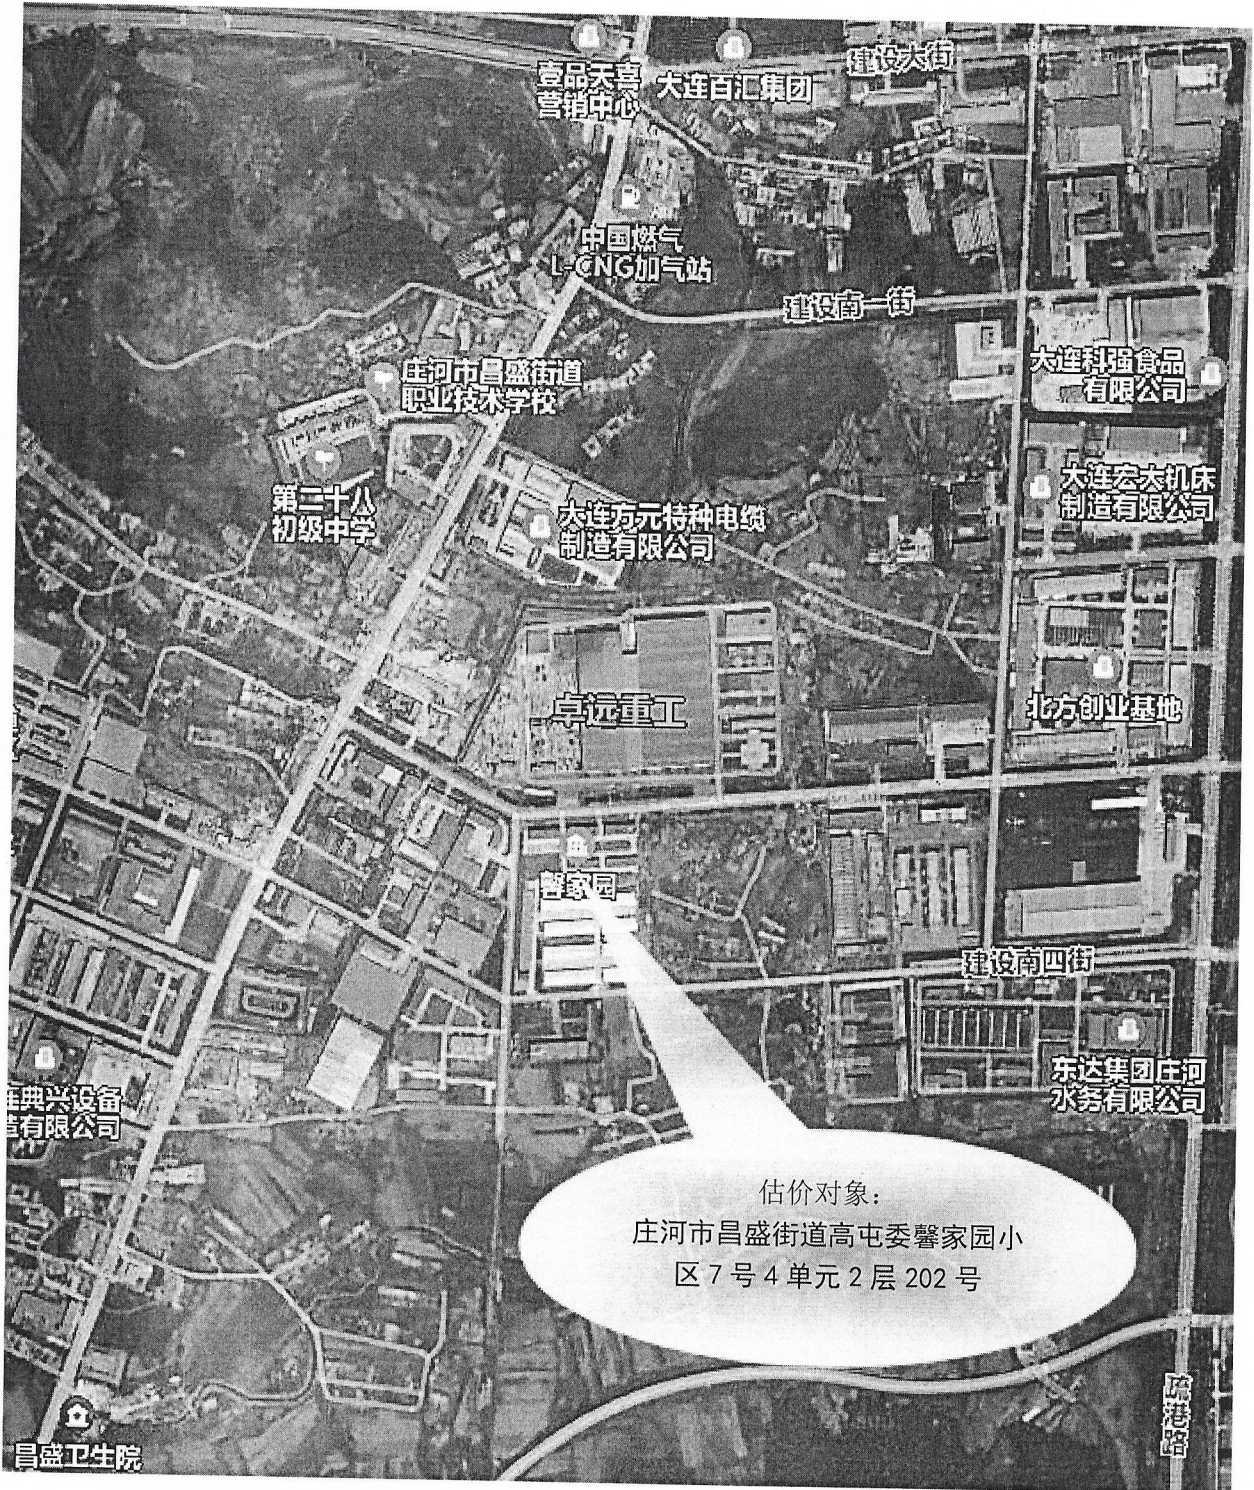 建设大街
壹品天喜
营销中心
大连百汇集团
中国燃气
L-CNG加气站
建设南一街
庄河市昌盛街道
职业技术学校
大连科强食品
有限公司
第二十八
初级中学
大连方元特种电缆
制造有限公司
大连宏大机床
制造有限公司
卓远重工
北方创业基地
馨家园
建设南四街
连典兴设备
造有限公司
东达集团庄河
水务有限公司
估价对象：
庄河市昌盛街道高屯委馨家园小
区7号4单元2层202号
疏港路
昌盛卫生院